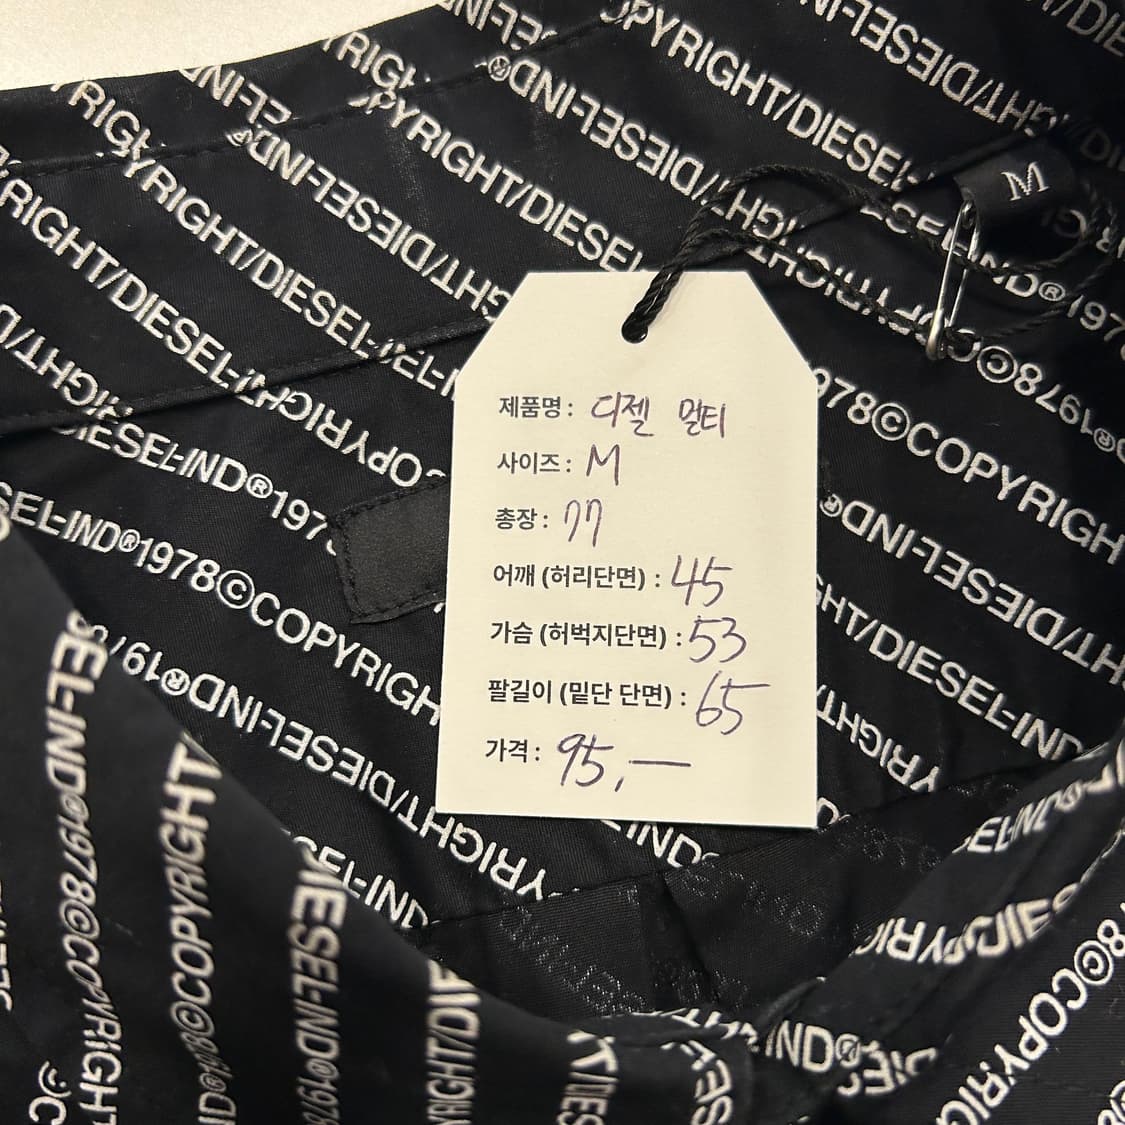 M
제품명 : 디젤 멀티
사이즈 : M
총장 : 77
어깨 (허리단면) : 45
가슴 (허벅지단면) : 53
팔길이 (밑단 단면) : 65
가격 : 95,—
COPYRIGHT/DIESEL-IND®1978©COPYRIGHT/DIESEL-IND®1978